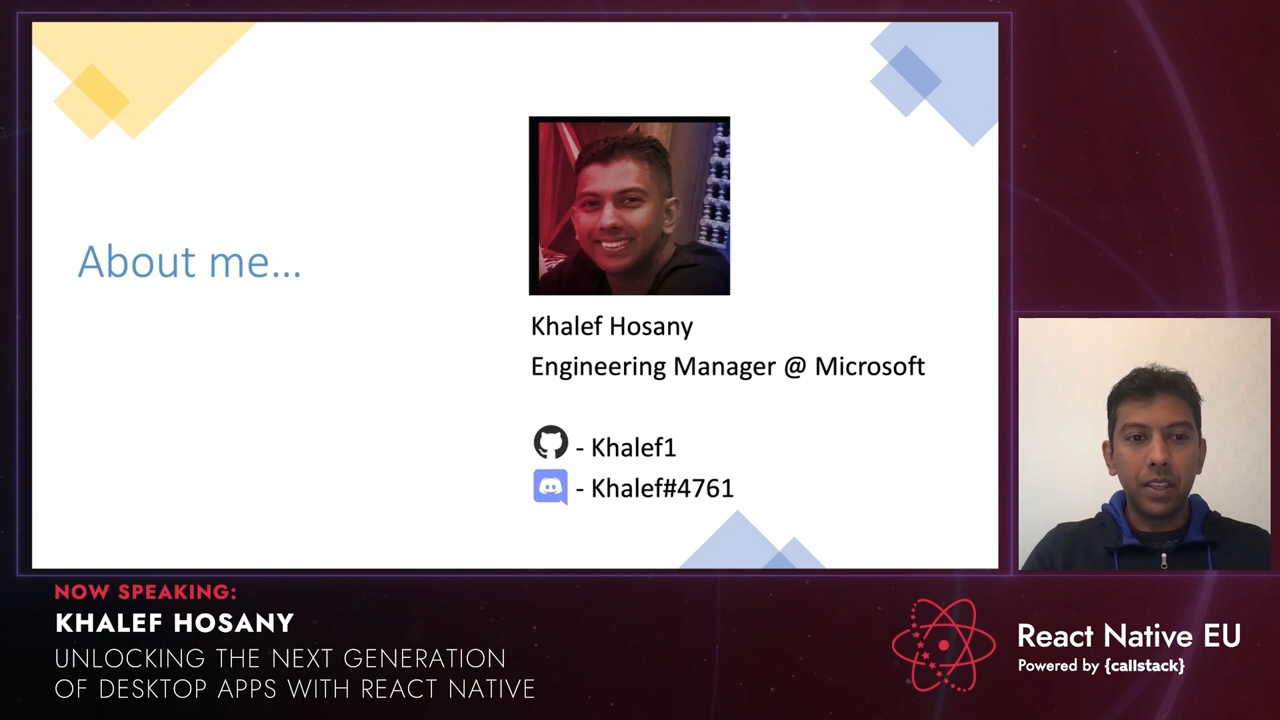 About me...
Khalef Hosany
Engineering Manager @ Microsoft
- Khalef1
- Khalef#4761
NOW SPEAKING:
KHALEF HOSANY
UNLOCKING THE NEXT GENERATION
OF DESKTOP APPS WITH REACT NATIVE
React Native EU
Powered by {callstack}